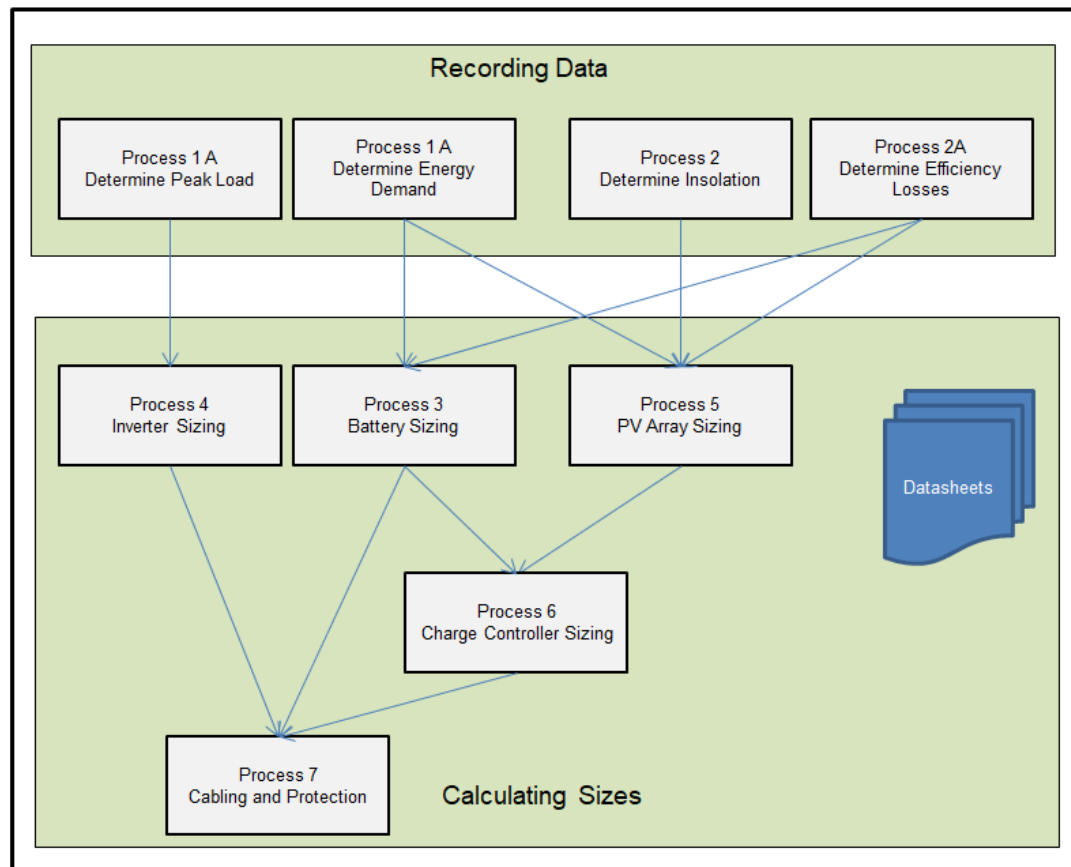 Recording Data
Process 1 A
Determine Peak Load
Process 1 A
Determine Energy
Demand
Process 2
Determine Insolation
Process 2A
Determine Efficiency
Losses
Process 4
Inverter Sizing
Process 3
Battery Sizing
Process 5
PV Array Sizing
Datasheets
Process 6
Charge Controller Sizing
Process 7
Cabling and Protection
Calculating Sizes